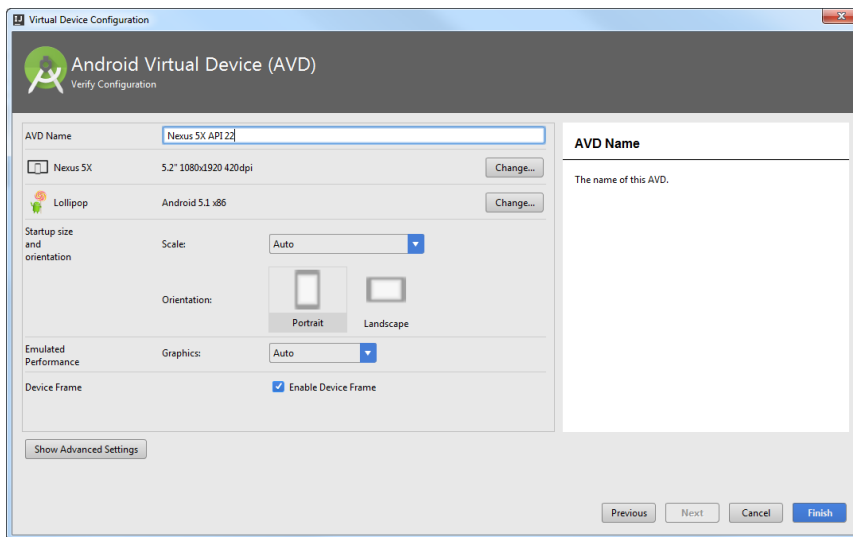 Virtual Device Configuration
Android Virtual Device (AVD)
Verify Configuration
AVD Name
Nexus 5X API 22
Nexus 5X
5.2" 1080x1920 420dpi
Change...
Lollipop
Android 5.1 x86
Change...
Startup size
and
orientation
Scale:
Auto
Orientation:
Portrait
Landscape
Emulated
Performance
Graphics:
Auto
Device Frame
Enable Device Frame
Show Advanced Settings
AVD Name
The name of this AVD.
Previous
Next
Cancel
Finish